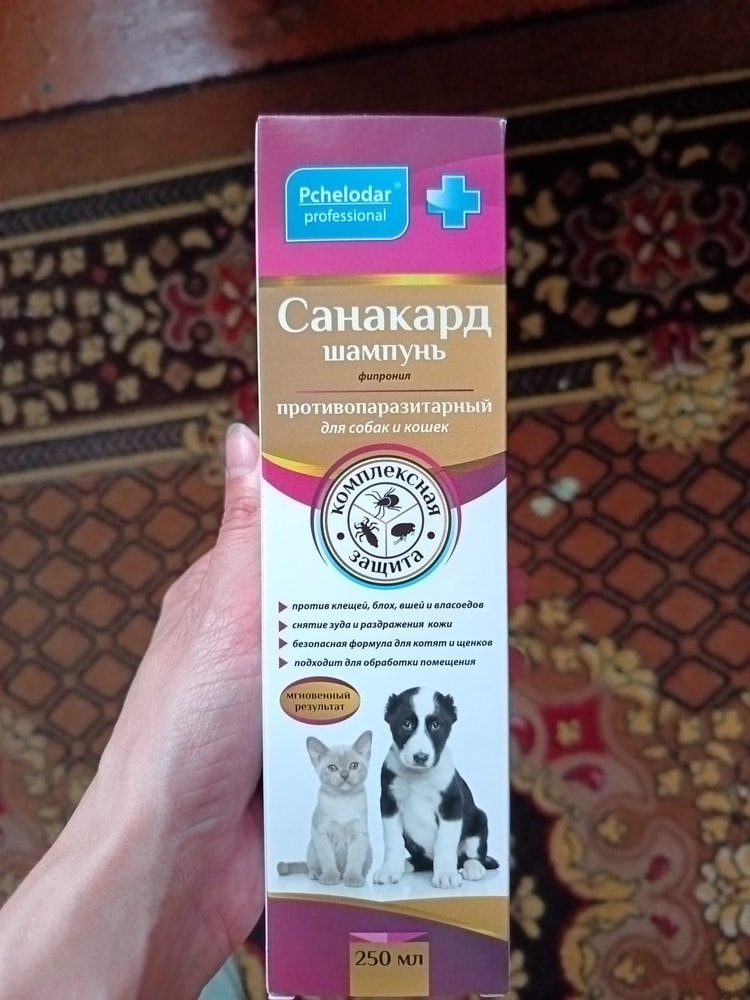 Pchelodar®
professional
Санакард
шампунь
фипронил
противопаразитарный
для собак и кошек
комплексная
защита
против клещей, блох, вшей и власоедов
снятие зуда и раздражения кожи
безопасная формула для котят и щенков
подходит для обработки помещения
мгновенный
результат
250 мл